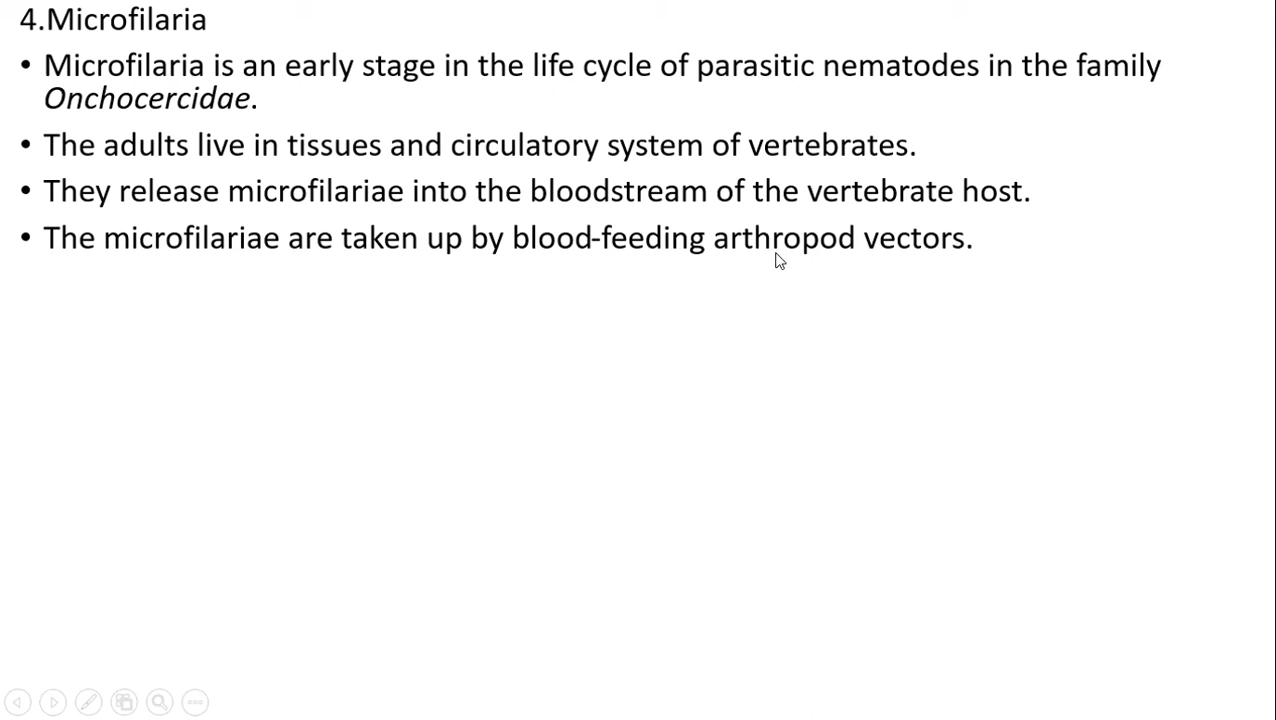 4.Microfilaria
• Microfilaria is an early stage in the life cycle of parasitic nematodes in the family
Onchocercidae.
• The adults live in tissues and circulatory system of vertebrates.
• They release microfilariae into the bloodstream of the vertebrate host.
• The microfilariae are taken up by blood-feeding arthropod vectors.